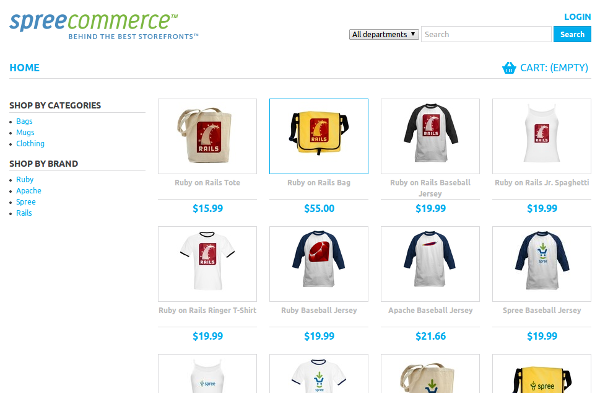 spreecommerce™
BEHIND THE BEST STOREFRONTS™
LOGIN
All departments
Search
Search
HOME
CART: (EMPTY)
SHOP BY CATEGORIES
Bags
Mugs
Clothing
SHOP BY BRAND
Ruby
Apache
Spree
Rails
RAILS
RAILS
RAILS
RAILS
Ruby on Rails Tote
Ruby on Rails Bag
Ruby on Rails Baseball
Jersey
Ruby on Rails Jr. Spaghetti
$15.99
$55.00
$19.99
$19.99
RAILS
spree
Ruby on Rails Ringer T-Shirt
Ruby Baseball Jersey
Apache Baseball Jersey
Spree Baseball Jersey
$19.99
$19.99
$21.66
$19.99
spree
spree
spree